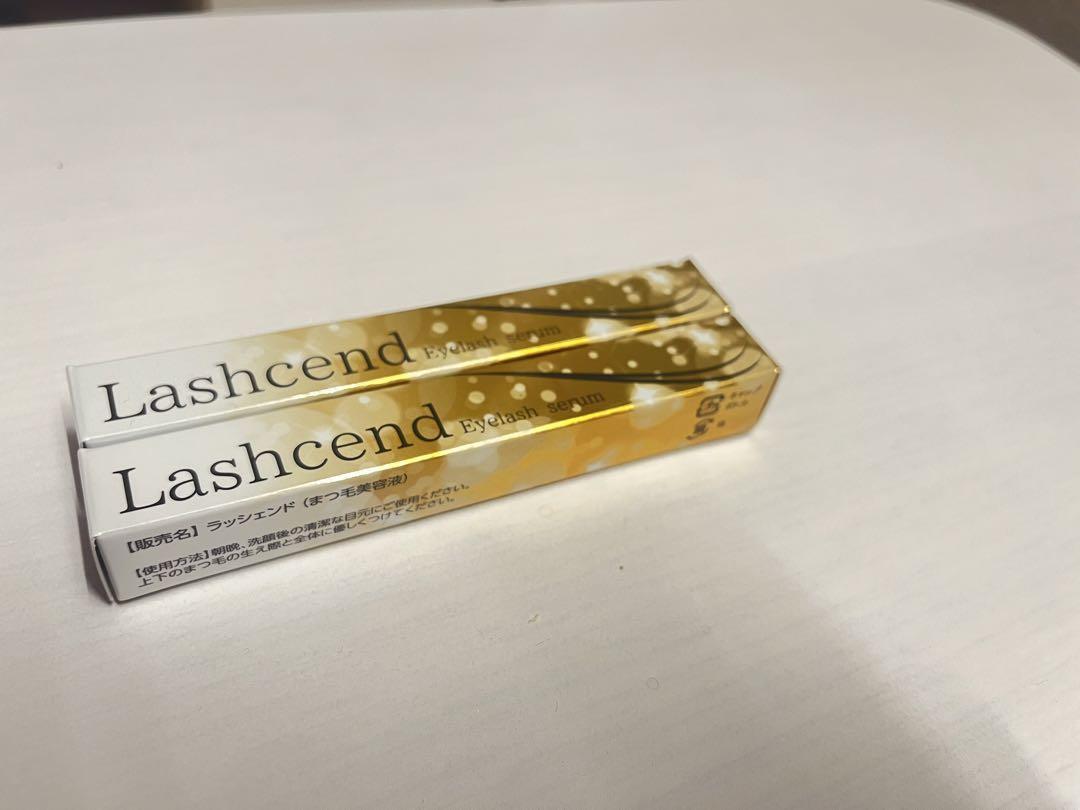 Lashcend Eyelash serum
Lashcend Eyelash serum
【販売名】ラッシェンド(まつ毛美容液)
【使用方法】朝晩、洗顔後の清潔な目元にご使用ください。
上下のまつ毛の生え際と全体に優しくつけてください。